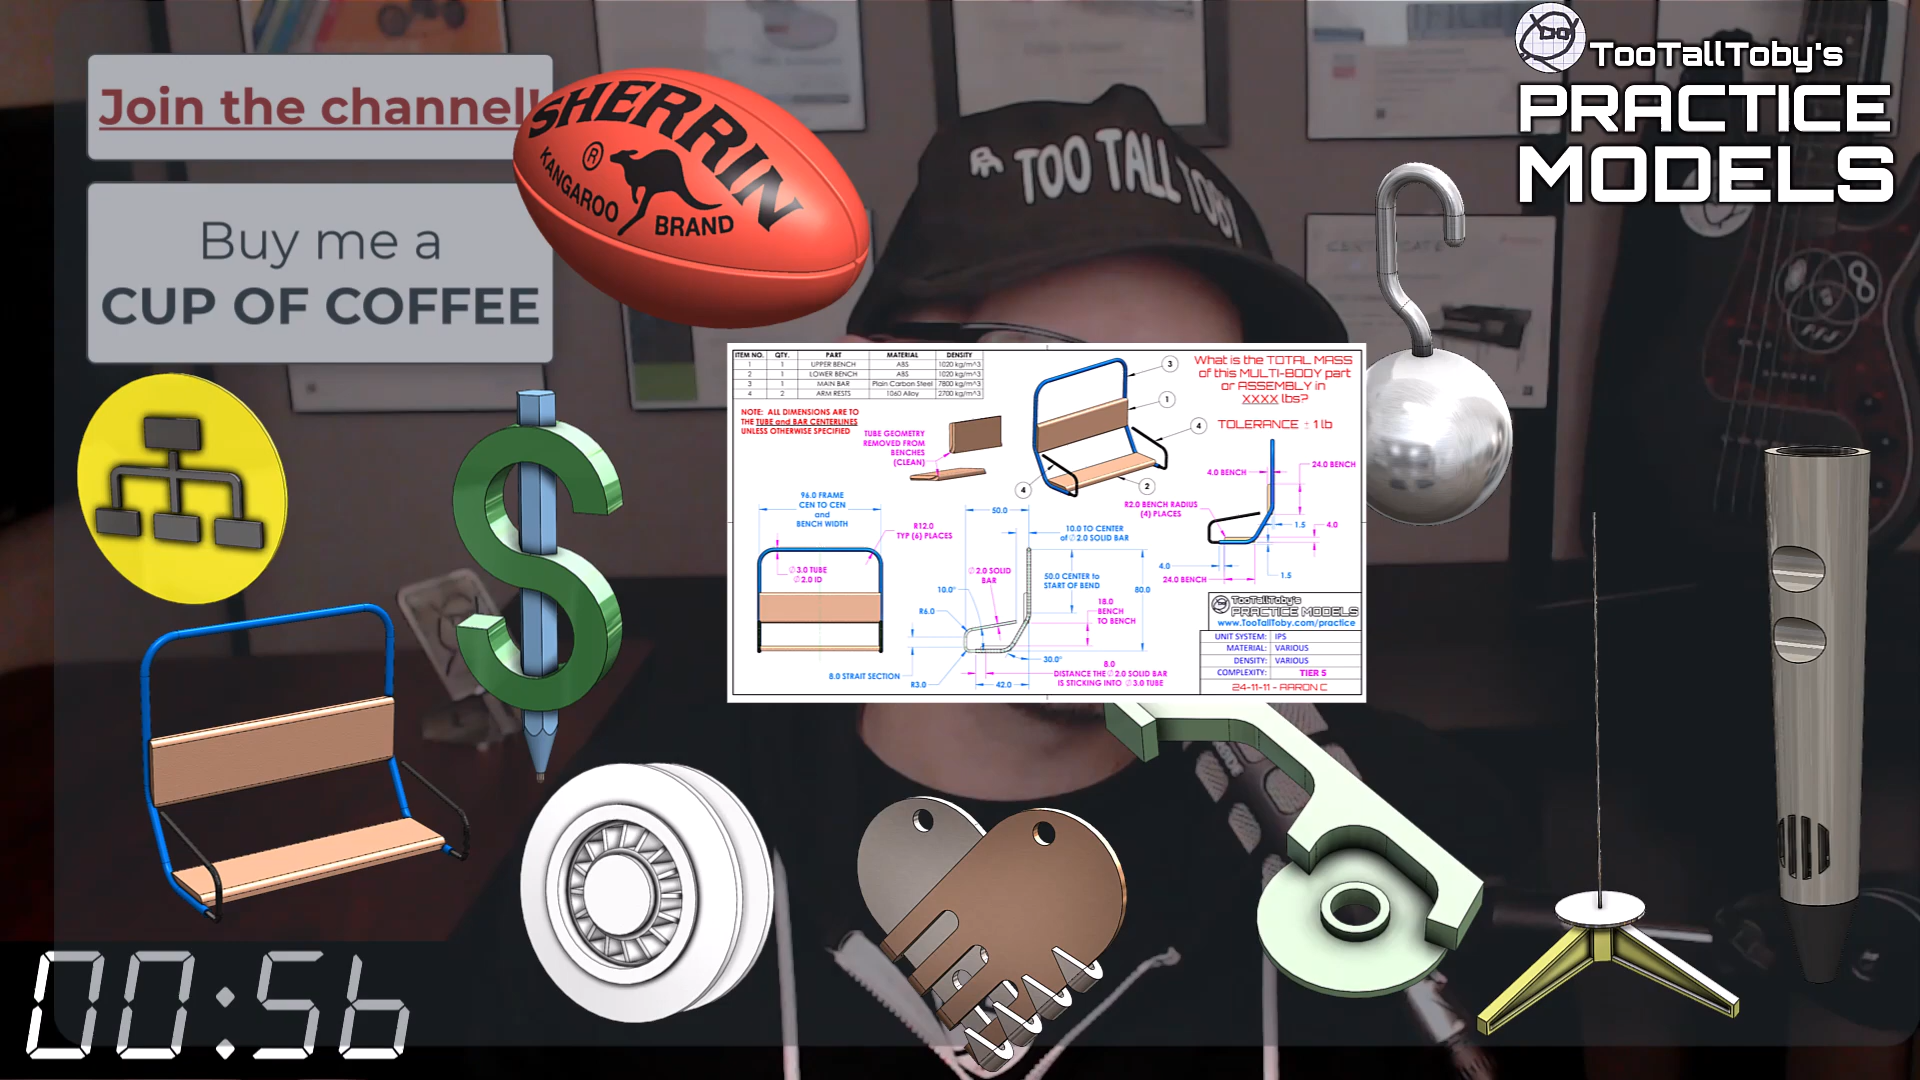 Join the channel!
Buy me a
CUP OF COFFEE
SHERRIN
®
KANGAROO
BRAND
TOO TALL TOBY
TooTallToby's
PRACTICE
MODELS
ITEM NO. QTY. PART MATERIAL DENSITY
1 1 UPPER BENCH ABS 1020 kg/m^3
2 1 LOWER BENCH ABS 1020 kg/m^3
3 1 MAIN BAR Plain Carbon Steel 7800 kg/m^3
4 2 ARM RESTS 1060 Alloy 2700 kg/m^3
NOTE: ALL DIMENSIONS ARE TO
THE TUBE and BAR CENTERLINES
UNLESS OTHERWISE SPECIFIED
TUBE GEOMETRY
REMOVED FROM
BENCHES
(CLEAN)
3
1
4
4
2
What is the TOTAL MASS
of this MULTI-BODY part
or ASSEMBLY in
XXXX lbs?
TOLERANCE ± 1 lb
96.0 FRAME
CEN TO CEN
and
BENCH WIDTH
R12.0
TYP (6) PLACES
∅3.0 TUBE
∅2.0 ID
50.0
10.0 TO CENTER
of ∅2.0 SOLID BAR
∅2.0 SOLID
BAR
50.0 CENTER to
START OF BEND
80.0
10.0°
R6.0
18.0
BENCH
TO BENCH
30.0°
8.0 STRAIT SECTION
R3.0
42.0
8.0
DISTANCE THE ∅2.0 SOLID BAR
IS STICKING INTO ∅3.0 TUBE
4.0 BENCH
24.0 BENCH
R2.0 BENCH RADIUS
(4) PLACES
1.5
4.0
4.0
24.0 BENCH
1.5
TooTallToby's
PRACTICE MODELS
www.TooTallToby.com/practice
UNIT SYSTEM: IPS
MATERIAL: VARIOUS
DENSITY: VARIOUS
COMPLEXITY: TIER 5
24-11-11 - AARON C
00:56